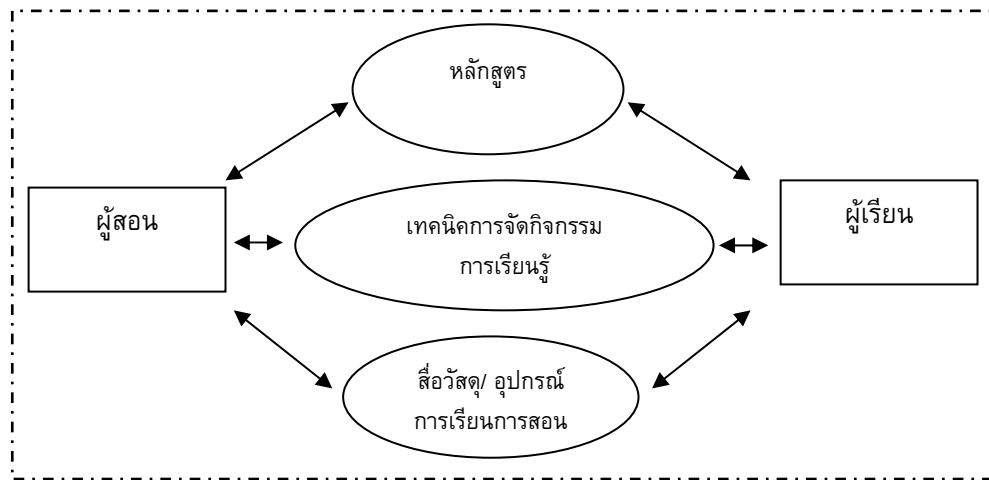 หลักสูตร
ผู้สอน
เทคนิคการจัดกิจกรรม
การเรียนรู้
ผู้เรียน
สื่อวัสดุ/ อุปกรณ์
การเรียนการสอน